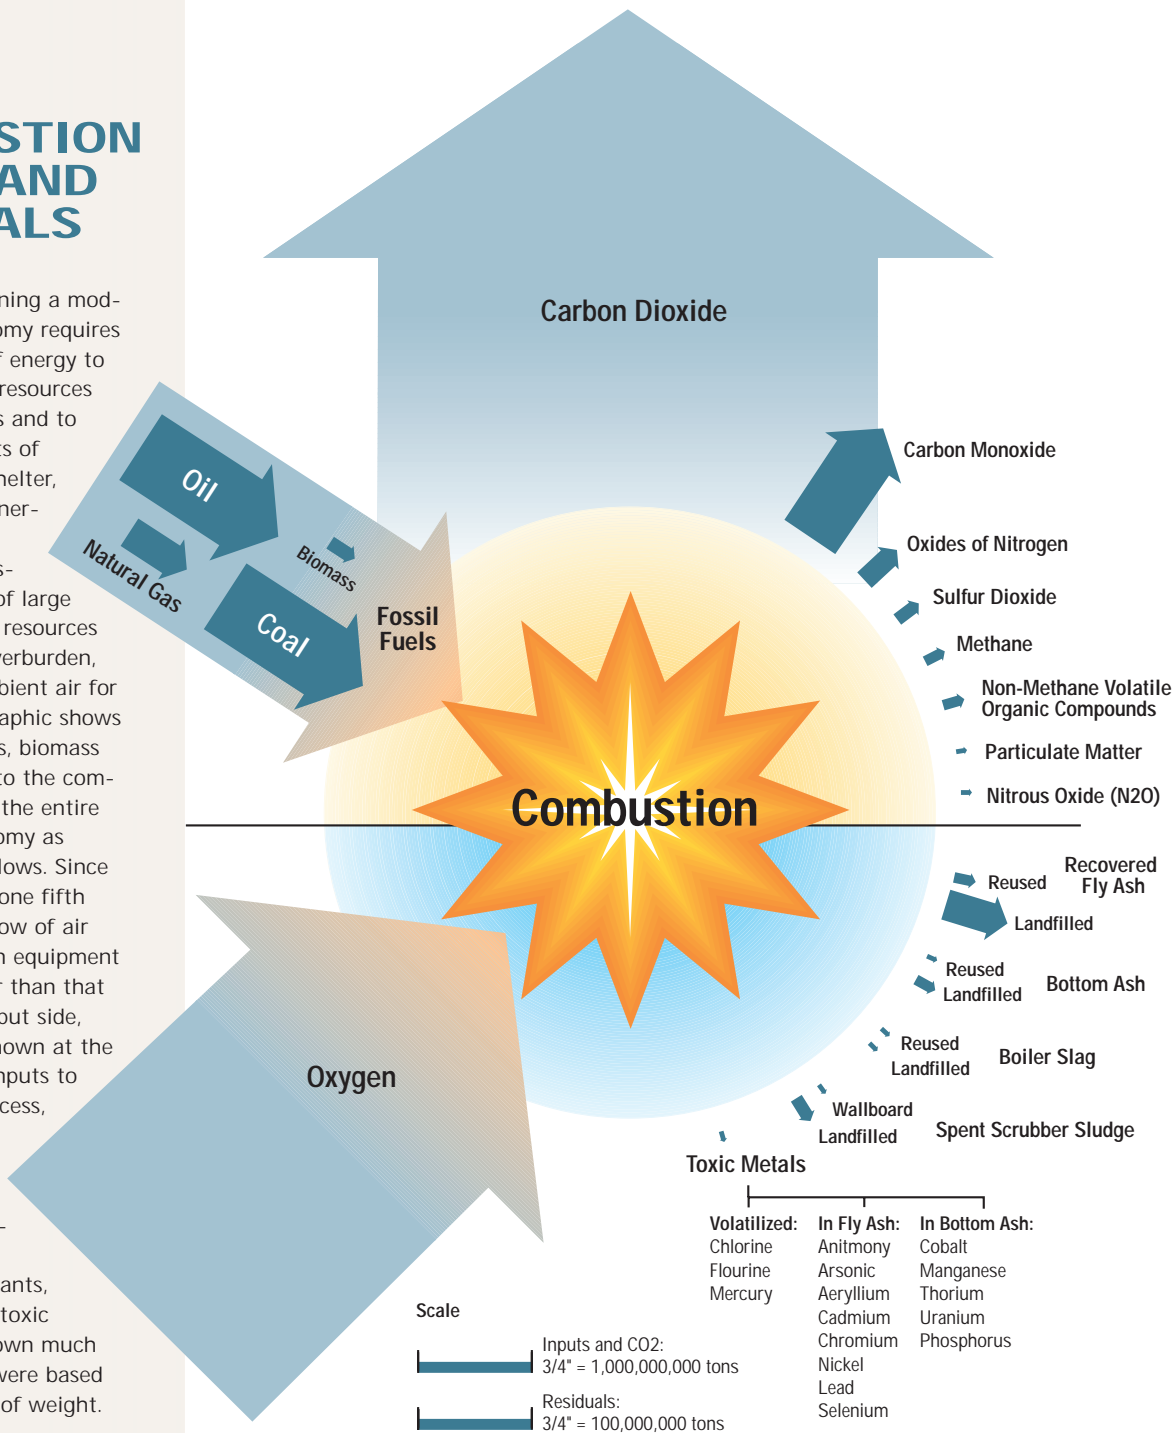 STION
AND
ALS
ning a mod-
omy requires
f energy to
resources
s and to
ts of
helter,
ner-
s-
of large
resources
verburden,
bient air for
raphic shows
s, biomass
to the com-
the entire
omy as
lows. Since
one fifth
ow of air
n equipment
r than that
put side,
hown at the
nputs to
cess,
-
ants,
toxic
own much
were based
of weight.
Carbon Dioxide
Oil
Natural Gas
Biomass
Coal
Fossil
Fuels
Combustion
Oxygen
Carbon Monoxide
Oxides of Nitrogen
Sulfur Dioxide
Methane
Non-Methane Volatile
Organic Compounds
Particulate Matter
Nitrous Oxide (N2O)
Recovered
Fly Ash
Reused
Landfilled
Reused
Landfilled
Bottom Ash
Reused
Landfilled
Boiler Slag
Wallboard
Landfilled
Spent Scrubber Sludge
Toxic Metals
Volatilized:
Chlorine
Flourine
Mercury
In Fly Ash:
Anitmony
Arsonic
Aeryllium
Cadmium
Chromium
Nickel
Lead
Selenium
In Bottom Ash:
Cobalt
Manganese
Thorium
Uranium
Phosphorus
Scale
Inputs and CO2:
3/4" = 1,000,000,000 tons
Residuals:
3/4" = 100,000,000 tons